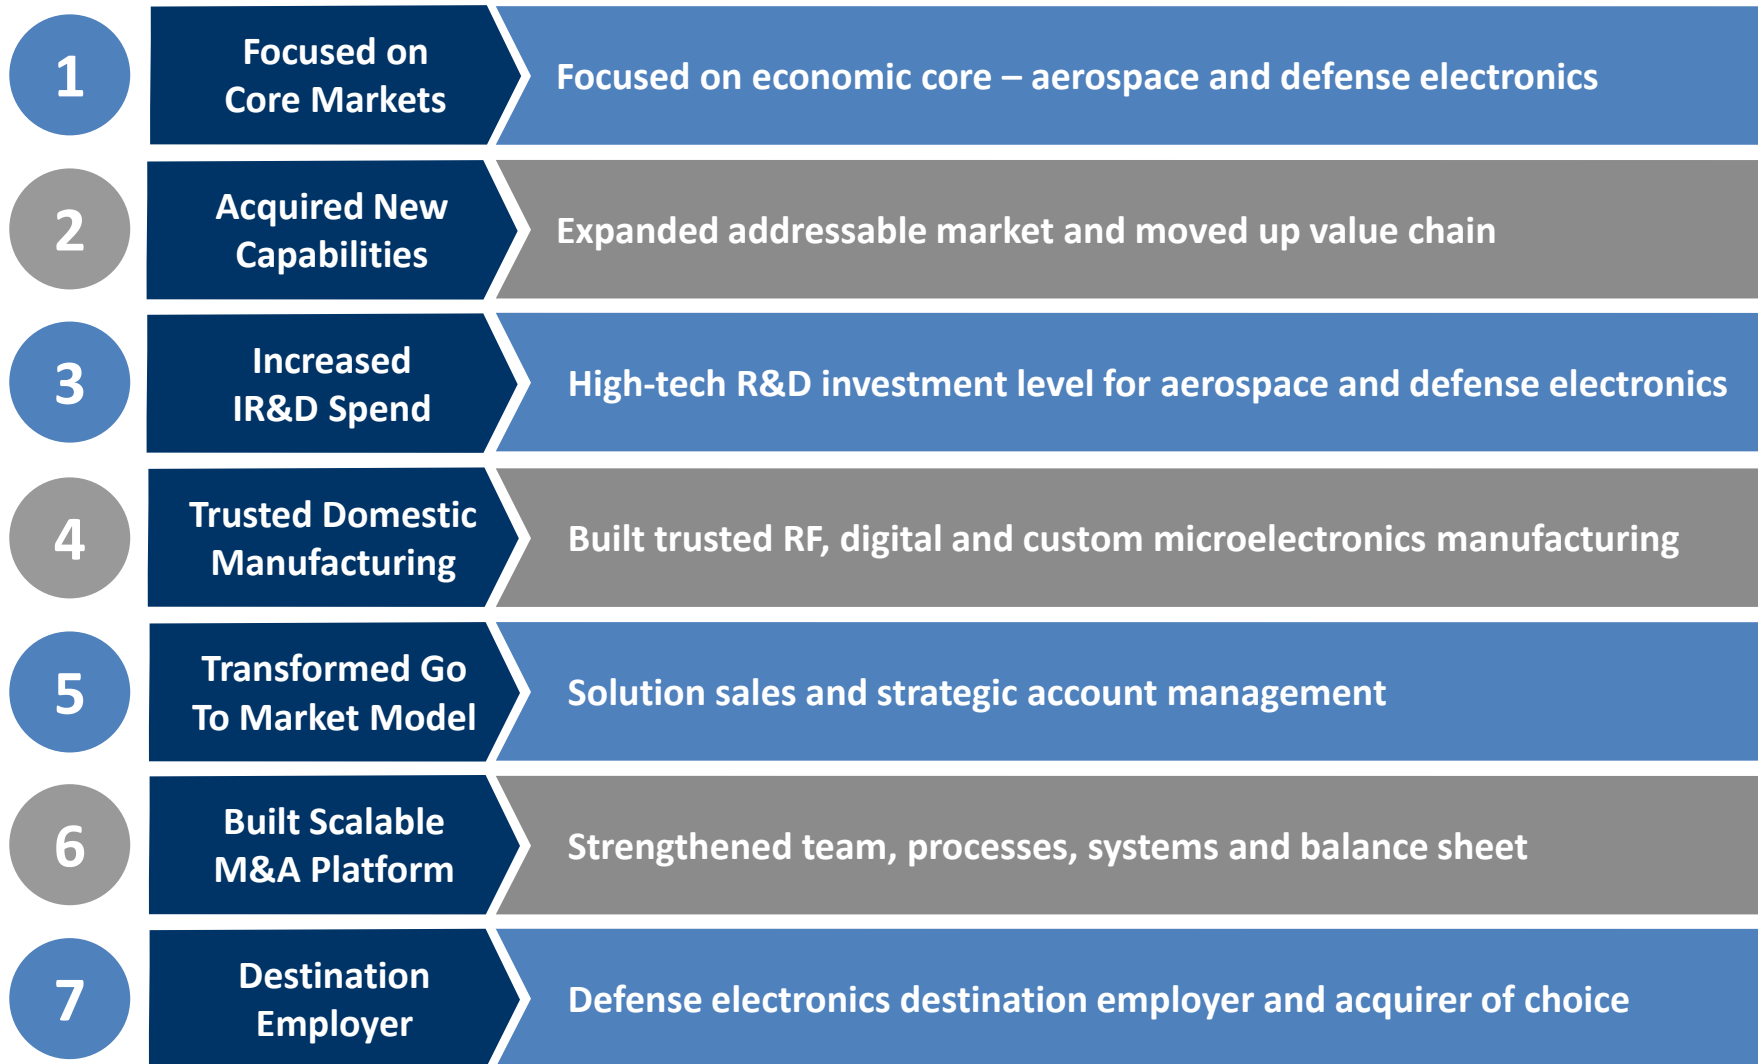 1
Focused on
Core Markets
Focused on economic core – aerospace and defense electronics
2
Acquired New
Capabilities
Expanded addressable market and moved up value chain
3
Increased
IR&D Spend
High-tech R&D investment level for aerospace and defense electronics
4
Trusted Domestic
Manufacturing
Built trusted RF, digital and custom microelectronics manufacturing
5
Transformed Go
To Market Model
Solution sales and strategic account management
6
Built Scalable
M&A Platform
Strengthened team, processes, systems and balance sheet
7
Destination
Employer
Defense electronics destination employer and acquirer of choice